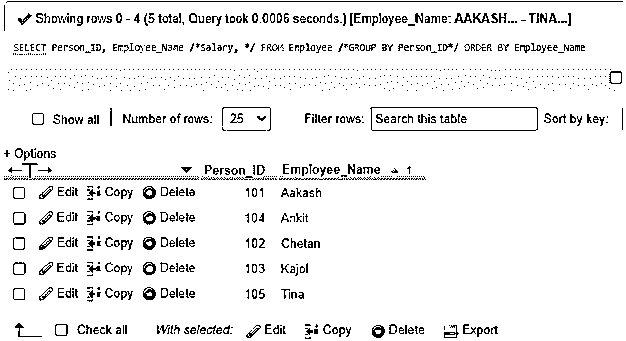 Showing rows 0 - 4 (5 total, Query took 0.0006 seconds.) [Employee_Name: AAKASH... - TINA...]
SELECT Person_ID, Employee_Name /*Salary, */ FROM Employee /*GROUP BY Person_ID*/ ORDER BY Employee_Name
Show all | Number of rows: 25 Filter rows: Search this table Sort by key:
+ Options
←T→ Person_ID Employee_Name
Edit Copy Delete 101 Aakash
Edit Copy Delete 104 Ankit
Edit Copy Delete 102 Chetan
Edit Copy Delete 103 Kajol
Edit Copy Delete 105 Tina
Check all With selected: Edit Copy Delete Export